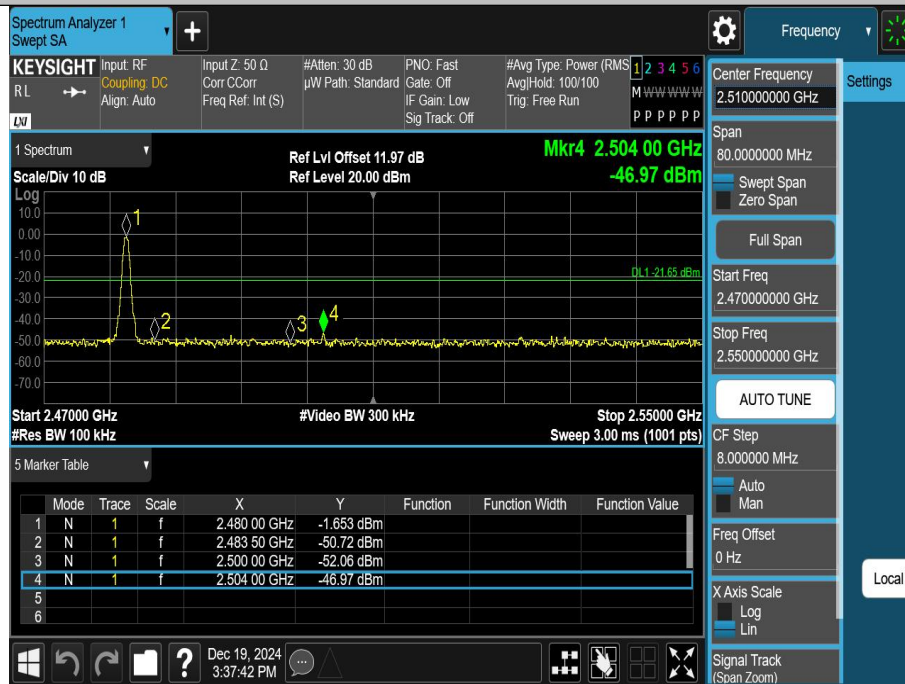 Spectrum Analyzer 1
Swept SA
+
Frequency
KEYSIGHT
RL
LXI
Input: RF
Coupling: DC
Align: Auto
Input Z: 50 Ω
Corr CCorr
Freq Ref: Int (S)
#Atten: 30 dB
µW Path: Standard
PNO: Fast
Gate: Off
IF Gain: Low
Sig Track: Off
#Avg Type: Power (RMS
Avg|Hold: 100/100
Trig: Free Run
1 2 3 4 5 6
M W W W W W
P P P P P P
1 Spectrum
Scale/Div 10 dB
Ref Lvl Offset 11.97 dB
Ref Level 20.00 dBm
Mkr4 2.504 00 GHz
-46.97 dBm
Log
10.0
0.00
-10.0
-20.0
-30.0
-40.0
-50.0
-60.0
-70.0
1
2
3
4
DL1 -21.65 dBm
Start 2.47000 GHz
#Res BW 100 kHz
#Video BW 300 kHz
Stop 2.55000 GHz
Sweep 3.00 ms (1001 pts)
5 Marker Table
Mode Trace Scale X Y Function Function Width Function Value
1 N 1 f 2.480 00 GHz -1.653 dBm
2 N 1 f 2.483 50 GHz -50.72 dBm
3 N 1 f 2.500 00 GHz -52.06 dBm
4 N 1 f 2.504 00 GHz -46.97 dBm
5
6
?
Dec 19, 2024
3:37:42 PM
Center Frequency
2.510000000 GHz
Span
80.0000000 MHz
Swept Span
Zero Span
Full Span
Start Freq
2.470000000 GHz
Stop Freq
2.550000000 GHz
AUTO TUNE
CF Step
8.000000 MHz
Auto
Man
Freq Offset
0 Hz
X Axis Scale
Log
Lin
Signal Track
(Span Zoom)
Settings
Local